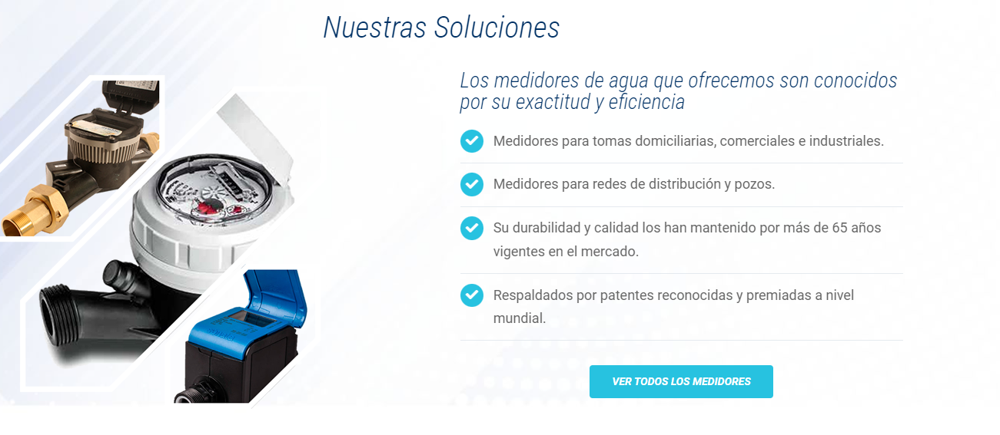 Nuestras Soluciones
Los medidores de agua que ofrecemos son conocidos
por su exactitud y eficiencia
Medidores para tomas domiciliarias, comerciales e industriales.
Medidores para redes de distribución y pozos.
Su durabilidad y calidad los han mantenido por más de 65 años
vigentes en el mercado.
Respaldados por patentes reconocidas y premiadas a nivel
mundial.
VER TODOS LOS MEDIDORES